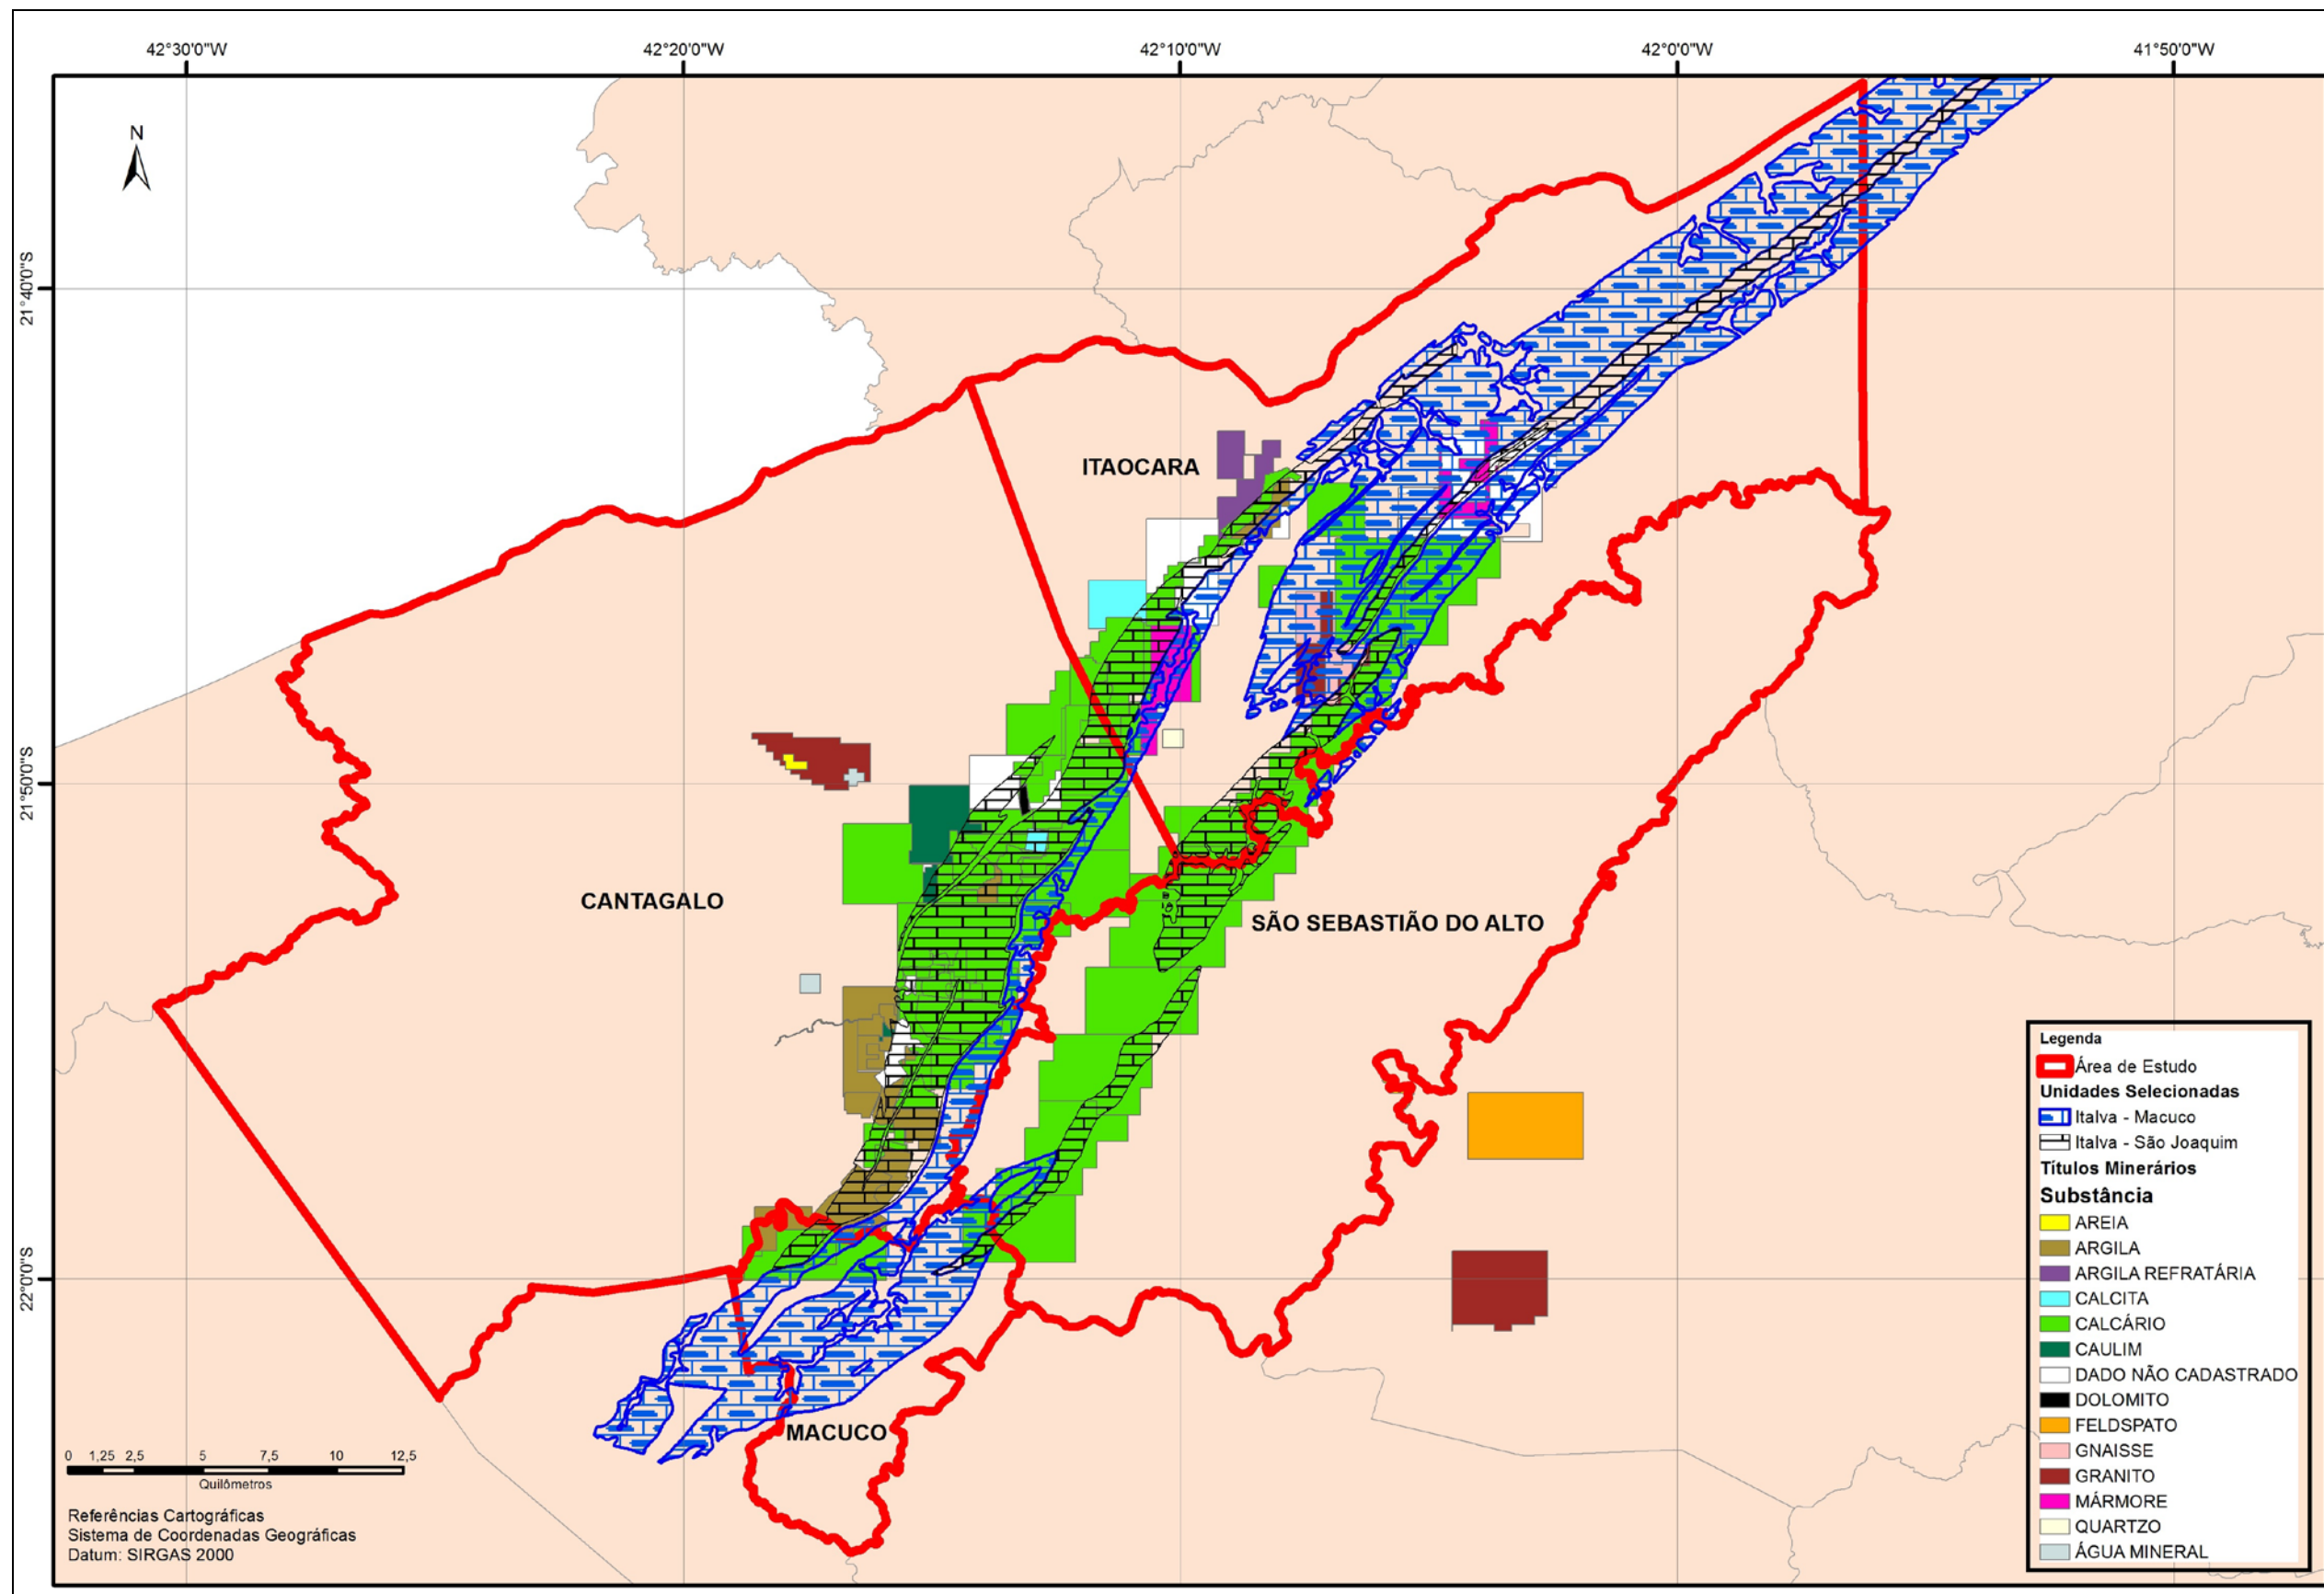 42°30'0"W
42°20'0"W
42°10'0"W
42°0'0"W
41°50'0"W
N
21°40'0"S
21°50'0"S
22°0'0"S
ITAOCARA
CANTAGALO
SÃO SEBASTIÃO DO ALTO
MACUCO
0 1,25 2,5 5 7,5 10 12,5
Quilômetros
Referências Cartográficas
Sistema de Coordenadas Geográficas
Datum: SIRGAS 2000
Legenda
Área de Estudo
Unidades Selecionadas
Italva - Macuco
Italva - São Joaquim
Títulos Minerários
Substância
AREIA
ARGILA
ARGILA REFRATÁRIA
CALCITA
CALCÁRIO
CAULIM
DADO NÃO CADASTRADO
DOLOMITO
FELDSPATO
GNAISSE
GRANITO
MÁRMORE
QUARTZO
ÁGUA MINERAL